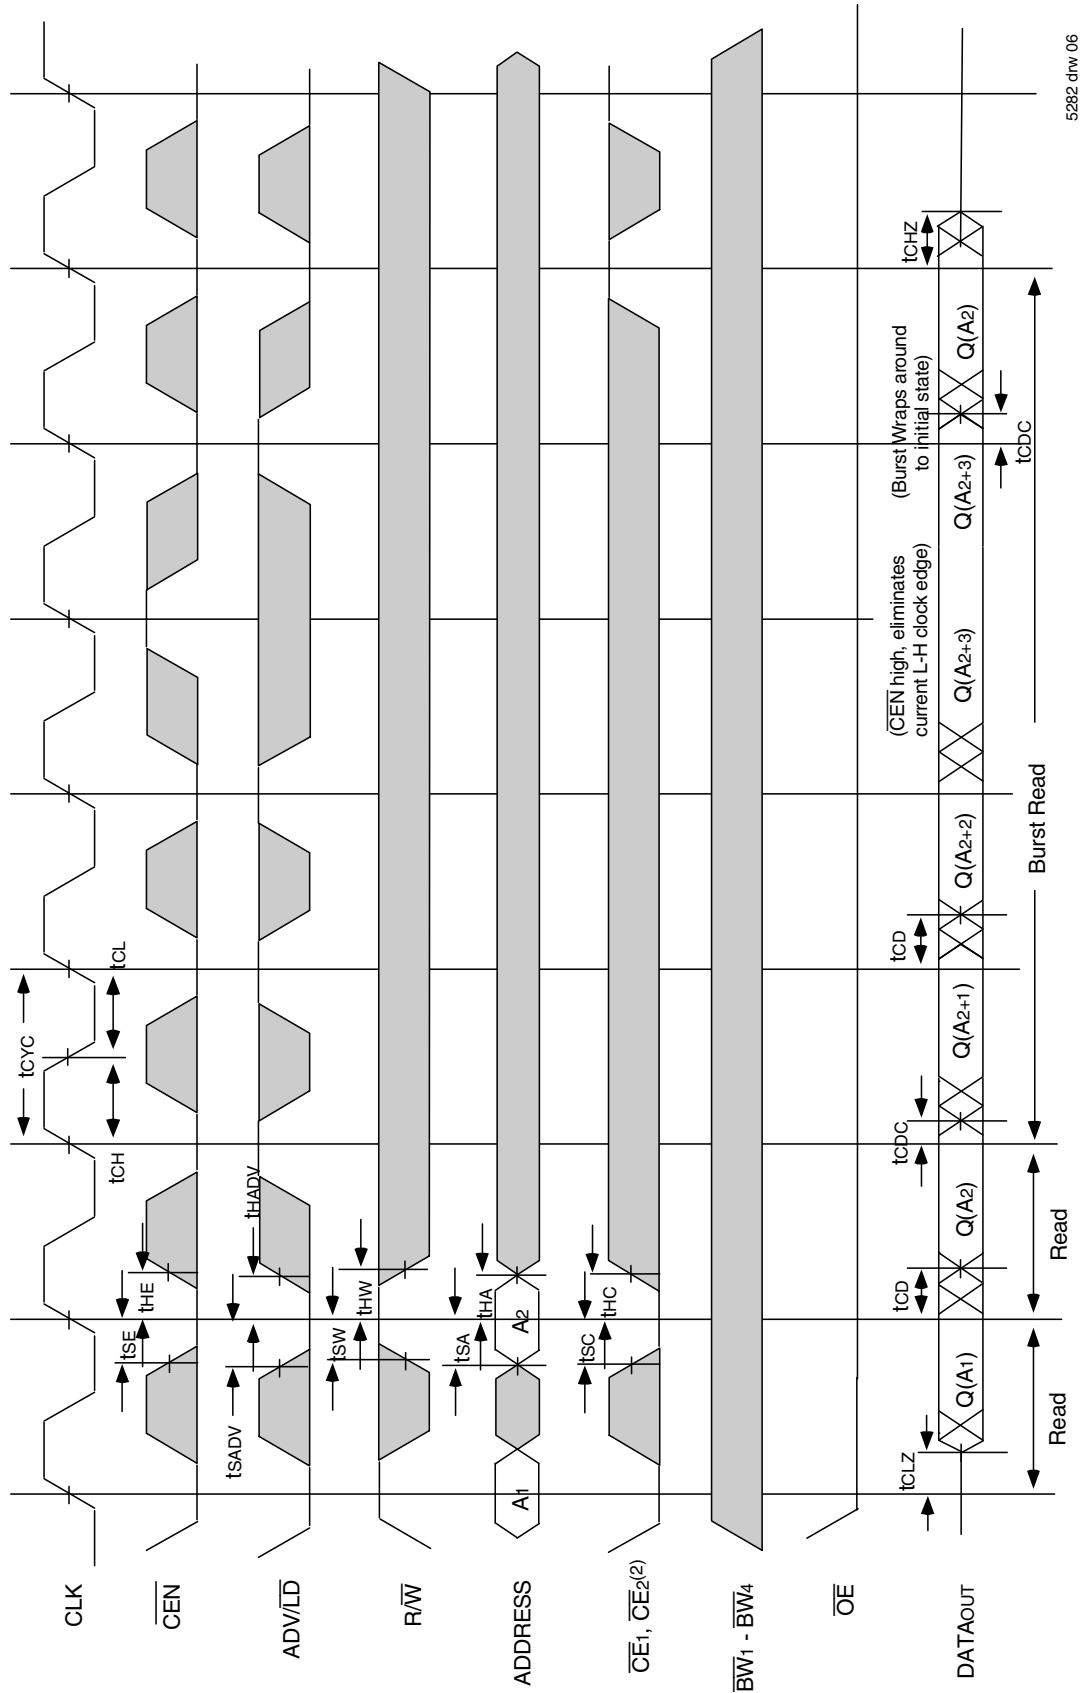 tCYC
tCH
tCL
tSE
tHE
tSADV
tHADV
tSW
tHW
tSA
tHA
tSC
tHC
CLK
CEN
ADV/LD
R/W
ADDRESS
A1
A2
CE1, CE2(2)
BW1 - BW4
OE
(CEN high, eliminates
current L-H clock edge)
(Burst Wraps around
to initial state)
tCLZ
tCD
tCDC
tCD
tCDC
tCHZ
DATAOUT
Q(A1)
Q(A2)
Q(A2+1)
Q(A2+2)
Q(A2+3)
Q(A2+3)
Q(A2)
Read
Read
Burst Read
5282 drw 06